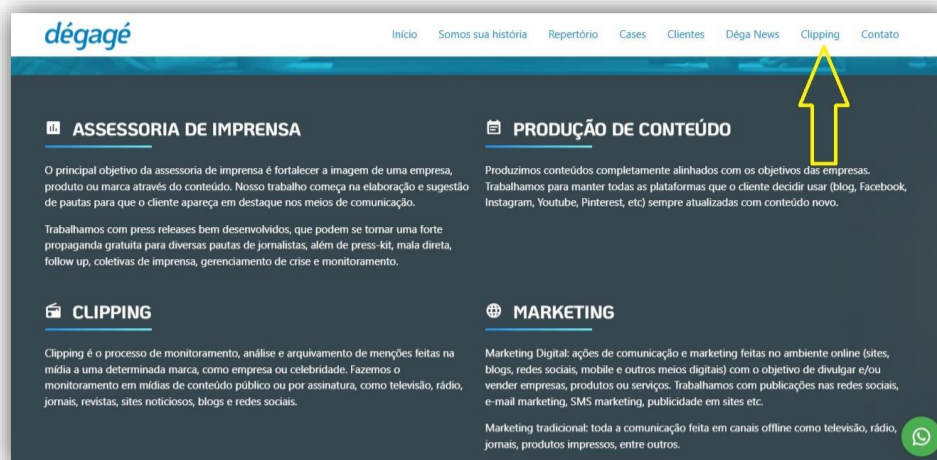 dégagé
Início Somos sua história Repertório Cases Clientes Déga News Clipping Contato
ASSESSORIA DE IMPRENSA
O principal objetivo da assessoria de imprensa é fortalecer a imagem de uma empresa,
produto ou marca através do conteúdo. Nosso trabalho começa na elaboração e sugestão
de pautas para que o cliente apareça em destaque nos meios de comunicação.
Trabalhamos com press releases bem desenvolvidos, que podem se tornar uma forte
propaganda gratuita para diversas pautas de jornalistas, além de press-kit, mala direta,
follow up, coletivas de imprensa, gerenciamento de crise e monitoramento.
PRODUÇÃO DE CONTEÚDO
Produzimos conteúdos completamente alinhados com os objetivos das empresas.
Trabalhamos para manter todas as plataformas que o cliente decidir usar (blog, Facebook,
Instagram, Youtube, Pinterest, etc) sempre atualizadas com conteúdo novo.
CLIPPING
Clipping é o processo de monitoramento, análise e arquivamento de menções feitas na
mídia a uma determinada marca, como empresa ou celebridade. Fazemos o
monitoramento em mídias de conteúdo público ou por assinatura, como televisão, rádio,
jornais, revistas, sites noticiosos, blogs e redes sociais.
MARKETING
Marketing Digital: ações de comunicação e marketing feitas no ambiente online (sites,
blogs, redes sociais, mobile e outros meios digitais) com o objetivo de divulgar e/ou
vender empresas, produtos ou serviços. Trabalhamos com publicações nas redes sociais,
e-mail marketing, SMS marketing, publicidade em sites etc.
Marketing tradicional: toda a comunicação feita em canais offline como televisão, rádio,
jornais, produtos impressos, entre outros.